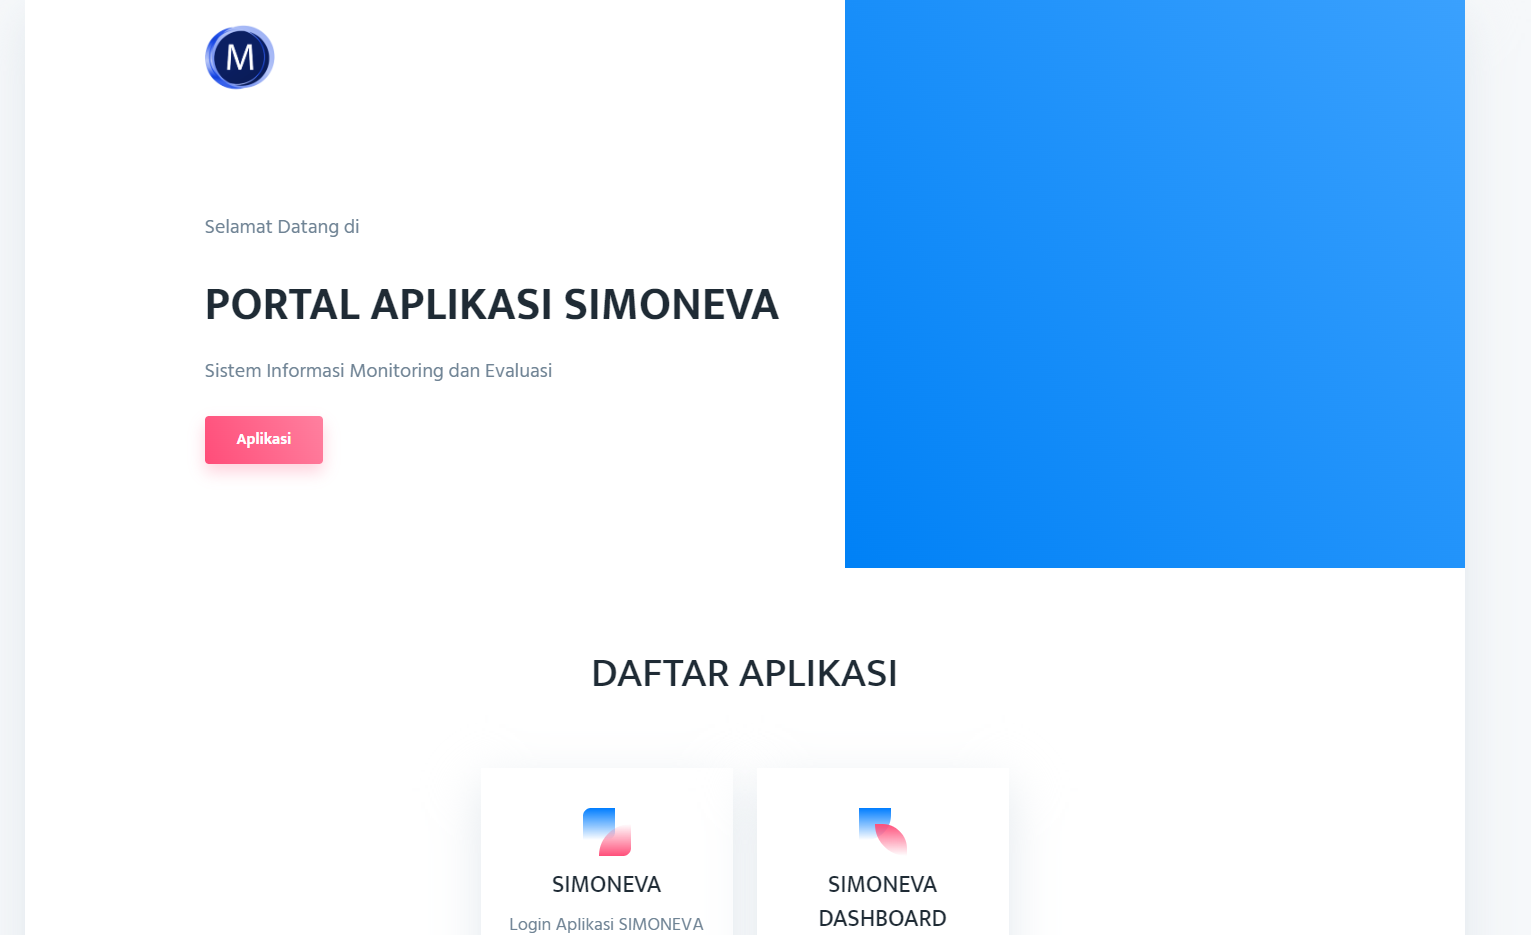 M
Selamat Datang di
PORTAL APLIKASI SIMONEVA
Sistem Informasi Monitoring dan Evaluasi
Aplikasi
DAFTAR APLIKASI
SIMONEVA
Login Aplikasi SIMONEVA
SIMONEVA
DASHBOARD